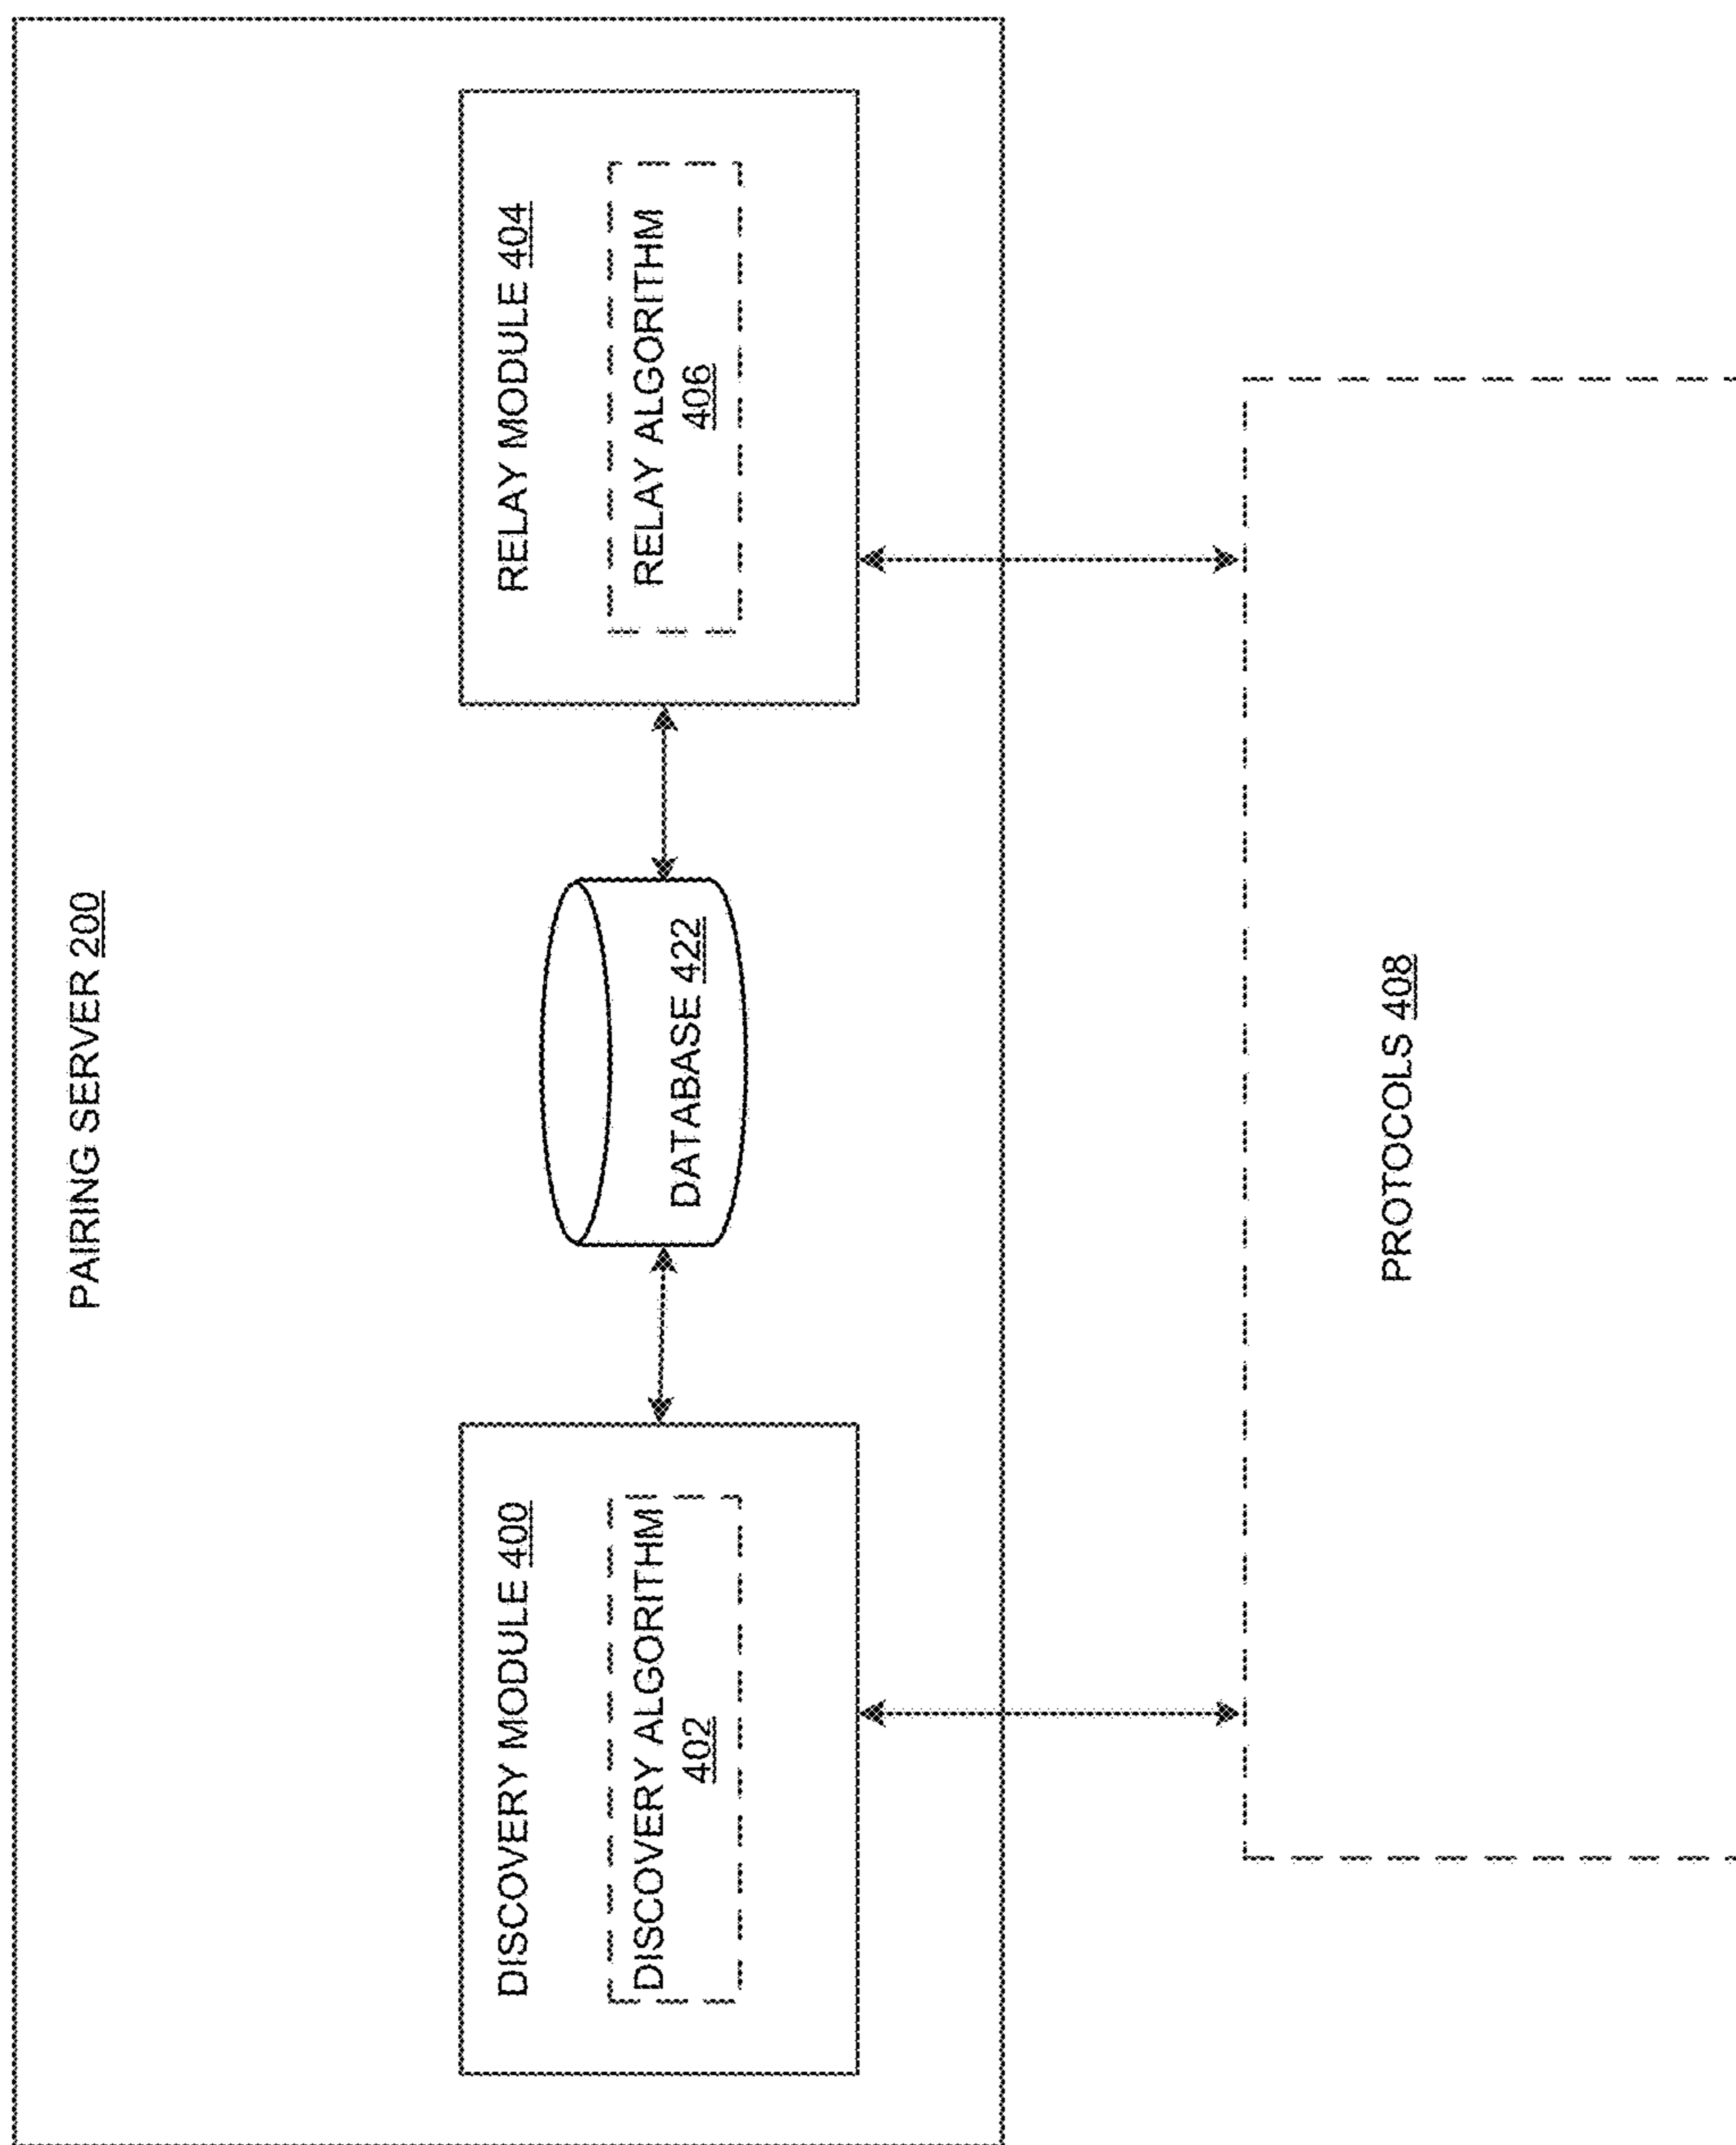 PAIRING SERVER 200
DISCOVERY MODULE 400
DISCOVERY ALGORITHM
402
DATABASE 422
RELAY MODULE 404
RELAY ALGORITHM
406
PROTOCOLS 408